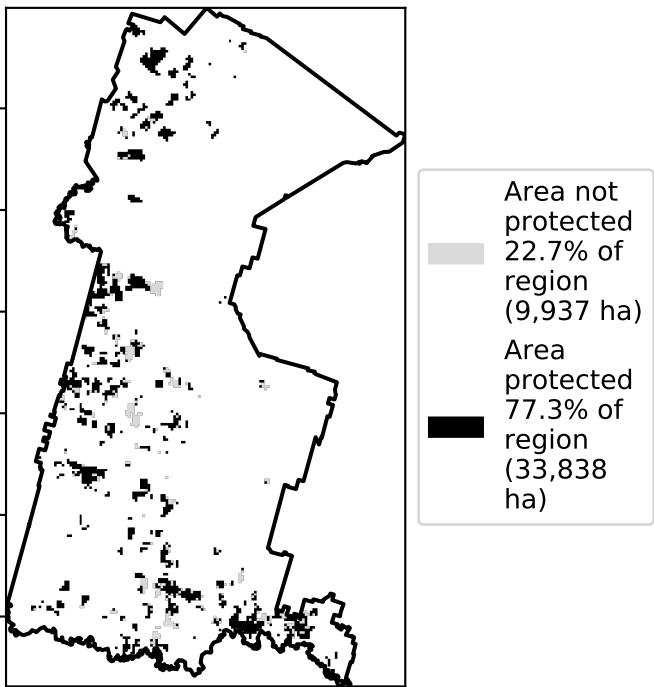 Area not
protected
22.7% of
region
(9,937 ha)
Area
protected
77.3% of
region
(33,838
ha)